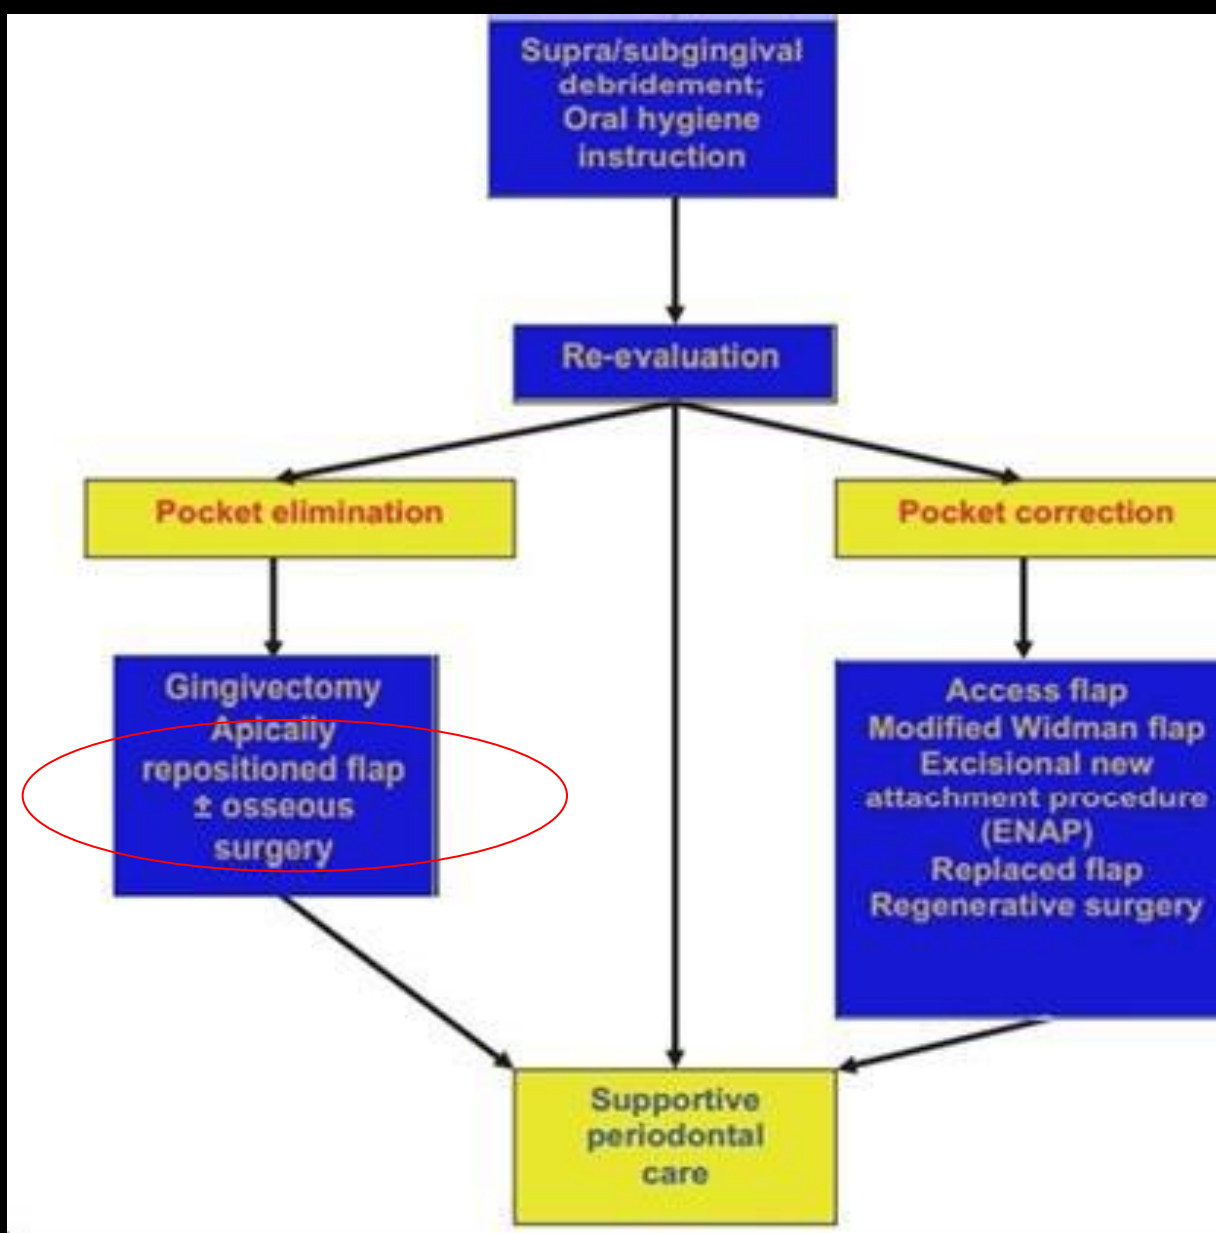 Supra/subgingival
debridement;
Oral hygiene
instruction
Re-evaluation
Pocket elimination
Pocket correction
Gingivectomy
Apically
repositioned flap
± osseous
surgery
Access flap
Modified Widman flap
Excisional new
attachment procedure
(ENAP)
Replaced flap
Regenerative surgery
Supportive
periodontal
care